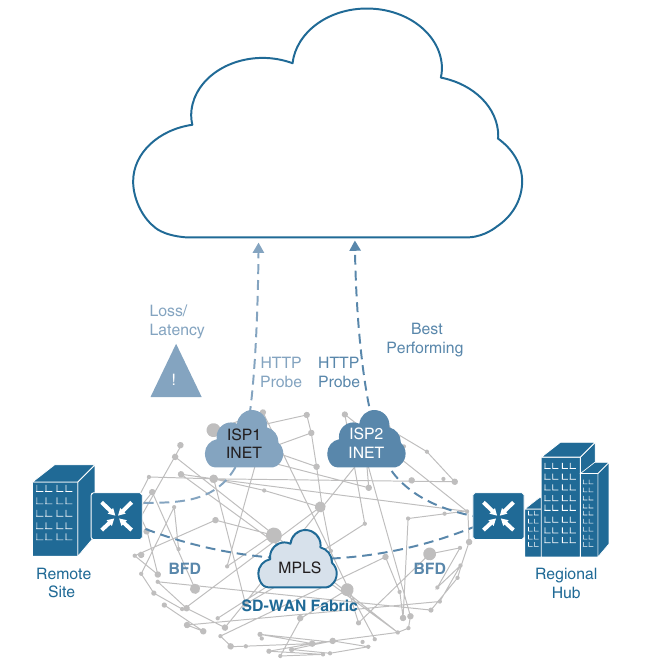 Loss/
Latency
!
Best
Performing
HTTP
Probe
HTTP
Probe
ISP1
INET
ISP2
INET
BFD
MPLS
BFD
Remote
Site
SD-WAN Fabric
Regional
Hub